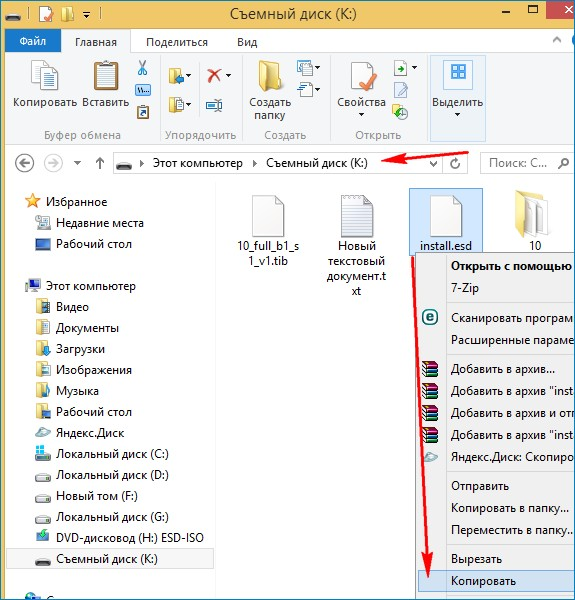 Съемный диск (K:)
Файл
Главная
Поделиться
Вид
Копировать
Вставить
Создать
папку
Свойства
Выделить
Буфер обмена
Упорядочить
Создать
Открыть
Этот компьютер
Съемный диск (K:)
Поиск: С...
Избранное
Недавние места
Рабочий стол
Этот компьютер
Видео
Документы
Загрузки
Изображения
Музыка
Рабочий стол
Яндекс.Диск
Локальный диск (C:)
Локальный диск (D:)
Новый том (F:)
Локальный диск (G:)
DVD-дисковод (H:) ESD-ISO
Съемный диск (K:)
10_full_b1_s
1_v1.tib
Новый
текстовый
документ.t
xt
install.esd
10
Открыть с помощью
7-Zip
Сканировать програм
Расширенные параме
Добавить в архив...
Добавить в архив "inst
Добавить в архив и отп
Добавить в архив "inst
Яндекс.Диск: Скопиро
Отправить
Копировать в папку...
Переместить в папку...
Вырезать
Копировать